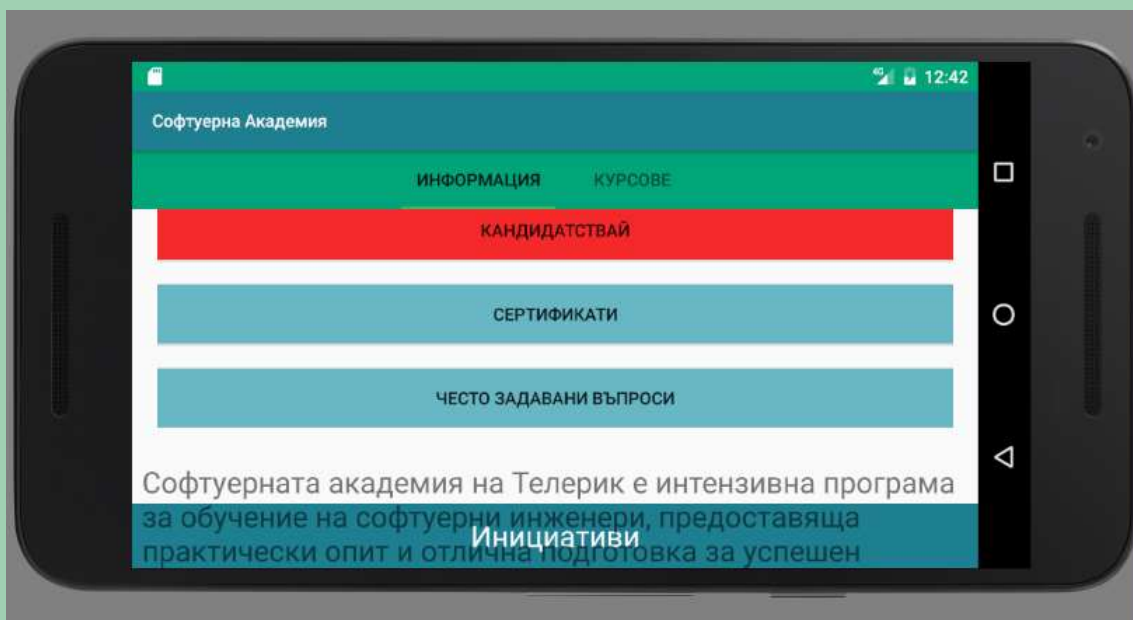 4G 12:42
Софтуерна Академия
ИНФОРМАЦИЯ КУРСОВЕ
КАНДИДАТСТВАЙ
СЕРТИФИКАТИ
ЧЕСТО ЗАДАВАНИ ВЪПРОСИ
Софтуерната академия на Телерик е интензивна програма
за обучение на софтуерни инженери, предоставяща
Инициативи
практически опит и отлична подготовка за успешен